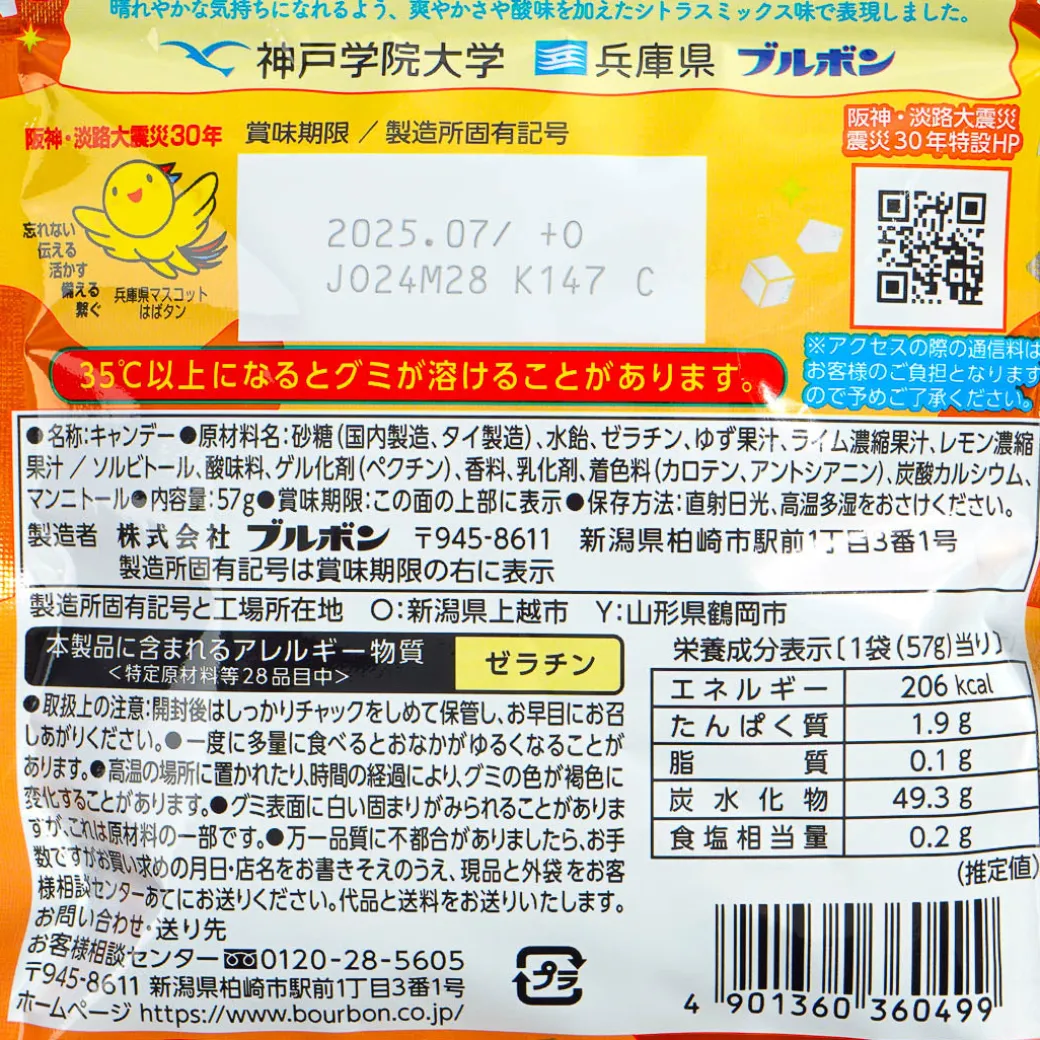 晴れやかな気持ちになれるよう、爽やかさや酸味を加えたシトラスミックス味で表現しました。
神戸学院大学 兵庫県 ブルボン
阪神・淡路大震災30年
賞味期限 / 製造所固有記号
阪神・淡路大震災
震災30年特設HP
2025.07/ +O
JO24M28 K147 C
忘れない
伝える
活かす
備える
繋ぐ
兵庫県マスコット
はばタン
※アクセスの際の通信料は
お客様のご負担となります
ので予めご了承ください。
35℃以上になるとグミが溶けることがあります。
●名称:キャンデー●原材料名:砂糖(国内製造、タイ製造)、水飴、ゼラチン、ゆず果汁、ライム濃縮果汁、レモン濃縮
果汁 / ソルビトール、酸味料、ゲル化剤(ペクチン)、香料、乳化剤、着色料(カロテン、アントシアニン)、炭酸カルシウム、
マンニトール●内容量:57g●賞味期限:この面の上部に表示●保存方法:直射日光、高温多湿をおさけください。
製造者 株式会社 ブルボン 〒945-8611 新潟県柏崎市駅前1丁目3番1号
製造所固有記号は賞味期限の右に表示
製造所固有記号と工場所在地 O:新潟県上越市 Y:山形県鶴岡市
本製品に含まれるアレルギー物質
<特定原材料等28品目中>
ゼラチン
●取扱上の注意:開封後はしっかりチャックをしめて保管し、お早目にお召
しあがりください。●一度に多量に食べるとおなかがゆるくなることが
あります。●高温の場所に置かれたり、時間の経過により、グミの色が褐色に
変化することがあります。●グミ表面に白い固まりがみられることがありま
すが、これは原材料の一部です。●万一品質に不都合がありましたら、お手
数ですがお買い求めの月日・店名をお書きそえのうえ、現品と外袋をお客
様相談センターあてにお送りください。代品と送料をお送りいたします。
お問い合わせ・送り先
お客様相談センター 0120-28-5605
〒945-8611 新潟県柏崎市駅前1丁目3番1号
ホームページ https://www.bourbon.co.jp/
栄養成分表示〔1袋(57g)当り〕
エネルギー 206 kcal
たんぱく質 1.9 g
脂質 0.1 g
炭水化物 49.3 g
食塩相当量 0.2 g
(推定値)
プラ
4 901360 360499